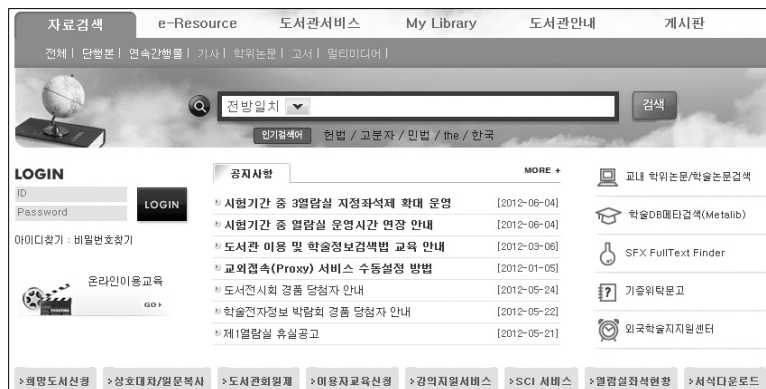 자료검색 e-Resource 도서관서비스 My Library 도서관안내 게시판
전체 | 단행본 | 연속간행물 | 기사 | 학위논문 | 고서 | 멀티미디어 |
전방일치 검색
인기검색어 헌법 / 고분자 / 민법 / the / 한국
LOGIN
ID
Password
LOGIN
아이디찾기 : 비밀번호찾기
온라인이용교육
GO
공지사항 MORE +
시험기간 중 3열람실 지정좌석제 확대 운영 [2012-06-04]
시험기간 중 열람실 운영시간 연장 안내 [2012-06-04]
도서관 이용 및 학술정보검색법 교육 안내 [2012-03-06]
교외접속(Proxy) 서비스 수동설정 방법 [2012-01-05]
도서전시회 경품 당첨자 안내 [2012-05-24]
학술전자정보 박람회 경품 당첨자 안내 [2012-05-22]
제1열람실 휴실공고 [2012-05-21]
교내 학위논문/학술논문검색
학술DB메타검색(Metalib)
SFX FullText Finder
기증위탁문고
외국학술지지원센터
>희망도서신청 >상호대차/원문복사 >도서관회원제 >이용자교육신청 >강의지원서비스 >SCI 서비스 >열람실좌석현황 >서식다운로드